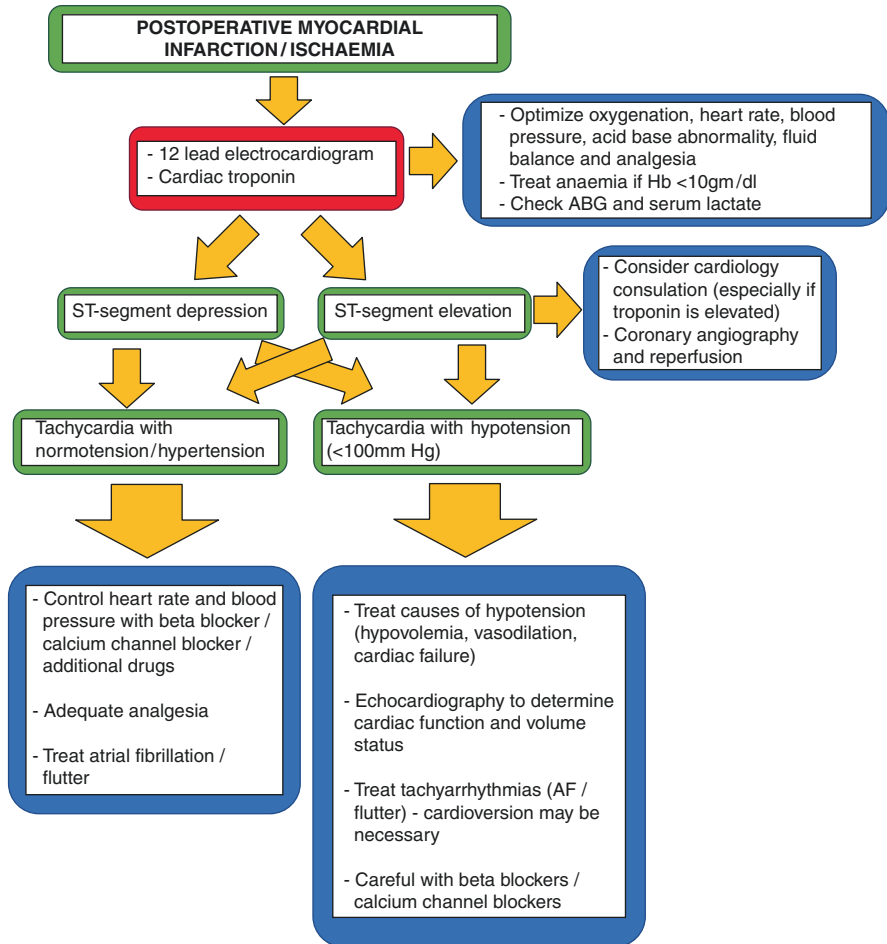 POSTOPERATIVE MYOCARDIAL
INFARCTION/ISCHAEMIA
- 12 lead electrocardiogram
- Cardiac troponin
- Optimize oxygenation, heart rate, blood
pressure, acid base abnormality, fluid
balance and analgesia
- Treat anaemia if Hb <10gm/dl
- Check ABG and serum lactate
ST-segment depression
ST-segment elevation
- Consider cardiology
consulation (especially if
troponin is elevated)
- Coronary angiography
and reperfusion
Tachycardia with
normotension/hypertension
Tachycardia with hypotension
(<100mm Hg)
- Control heart rate and blood
pressure with beta blocker /
calcium channel blocker /
additional drugs
- Adequate analgesia
- Treat atrial fibrillation /
flutter
- Treat causes of hypotension
(hypovolemia, vasodilation,
cardiac failure)
- Echocardiography to determine
cardiac function and volume
status
- Treat tachyarrhythmias (AF /
flutter) - cardioversion may be
necessary
- Careful with beta blockers /
calcium channel blockers